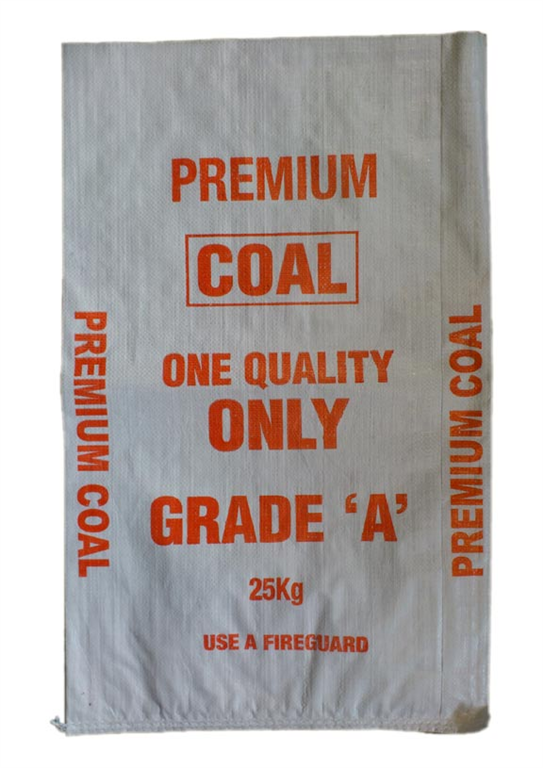 PREMIUM
COAL
ONE QUALITY
ONLY
GRADE ‘A’
25Kg
USE A FIREGUARD
PREMIUM COAL
PREMIUM COAL